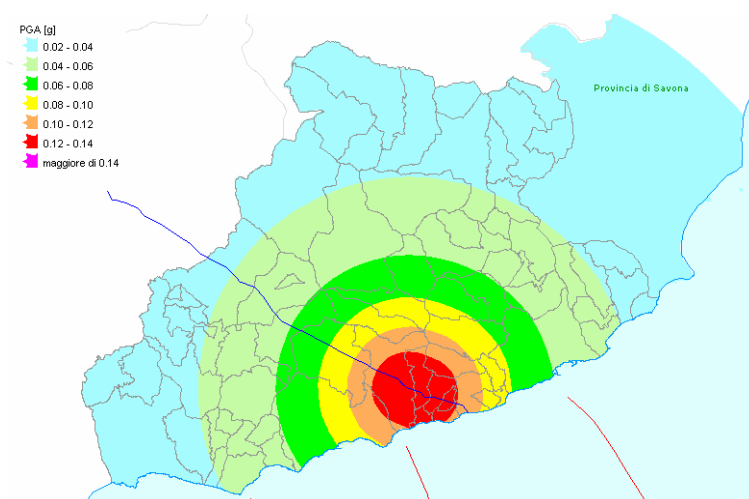 PGA [g]
0.02 - 0.04
0.04 - 0.06
0.06 - 0.08
0.08 - 0.10
0.10 - 0.12
0.12 - 0.14
maggiore di 0.14
Provincia di Savona